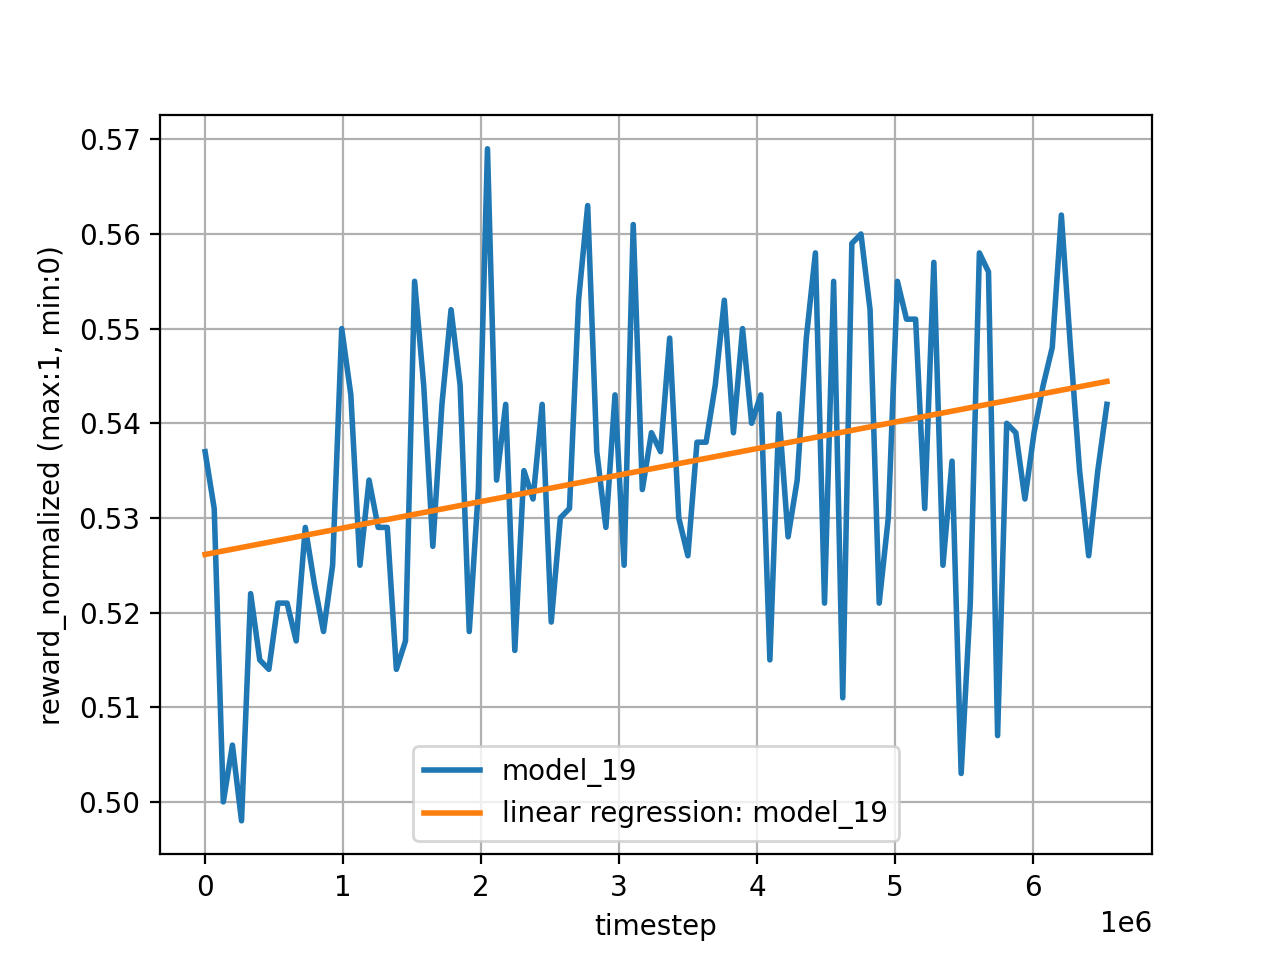 0.57
0.56
0.55
0.54
0.53
0.52
0.51
0.50
reward_normalized (max:1, min:0)
model_19
linear regression: model_19
0 1 2 3 4 5 6
1e6
timestep